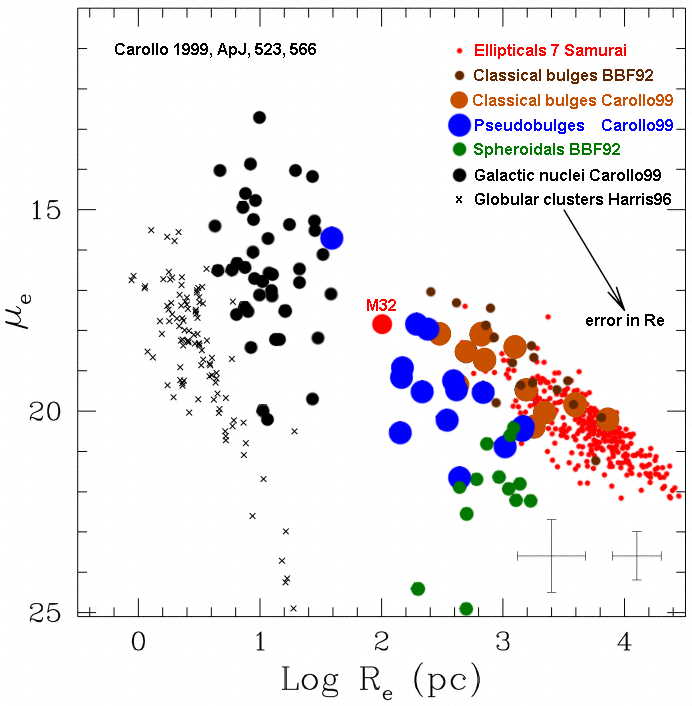 Carollo 1999, ApJ, 523, 566
Ellipticals 7 Samurai
Classical bulges BBF92
Classical bulges Carollo99
Pseudobulges Carollo99
Spheroidals BBF92
Galactic nuclei Carollo99
Globular clusters Harris96
error in Re
M32
15
20
25
μe
0 1 2 3 4
Log Re (pc)